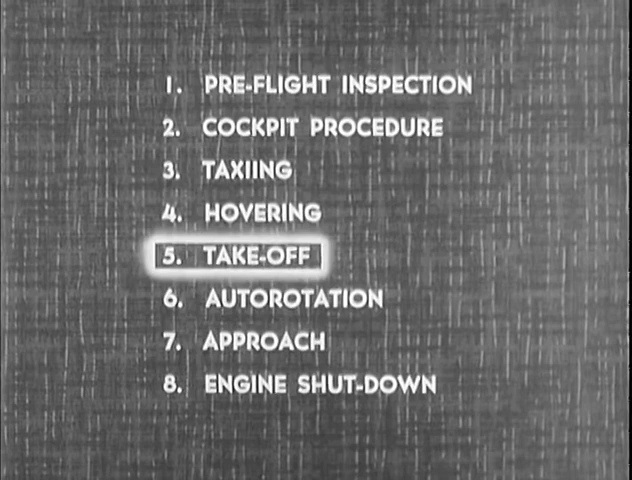 1. PRE-FLIGHT INSPECTION
2. COCKPIT PROCEDURE
3. TAXIING
4. HOVERING
5. TAKE-OFF
6. AUTOROTATION
7. APPROACH
8. ENGINE SHUT-DOWN